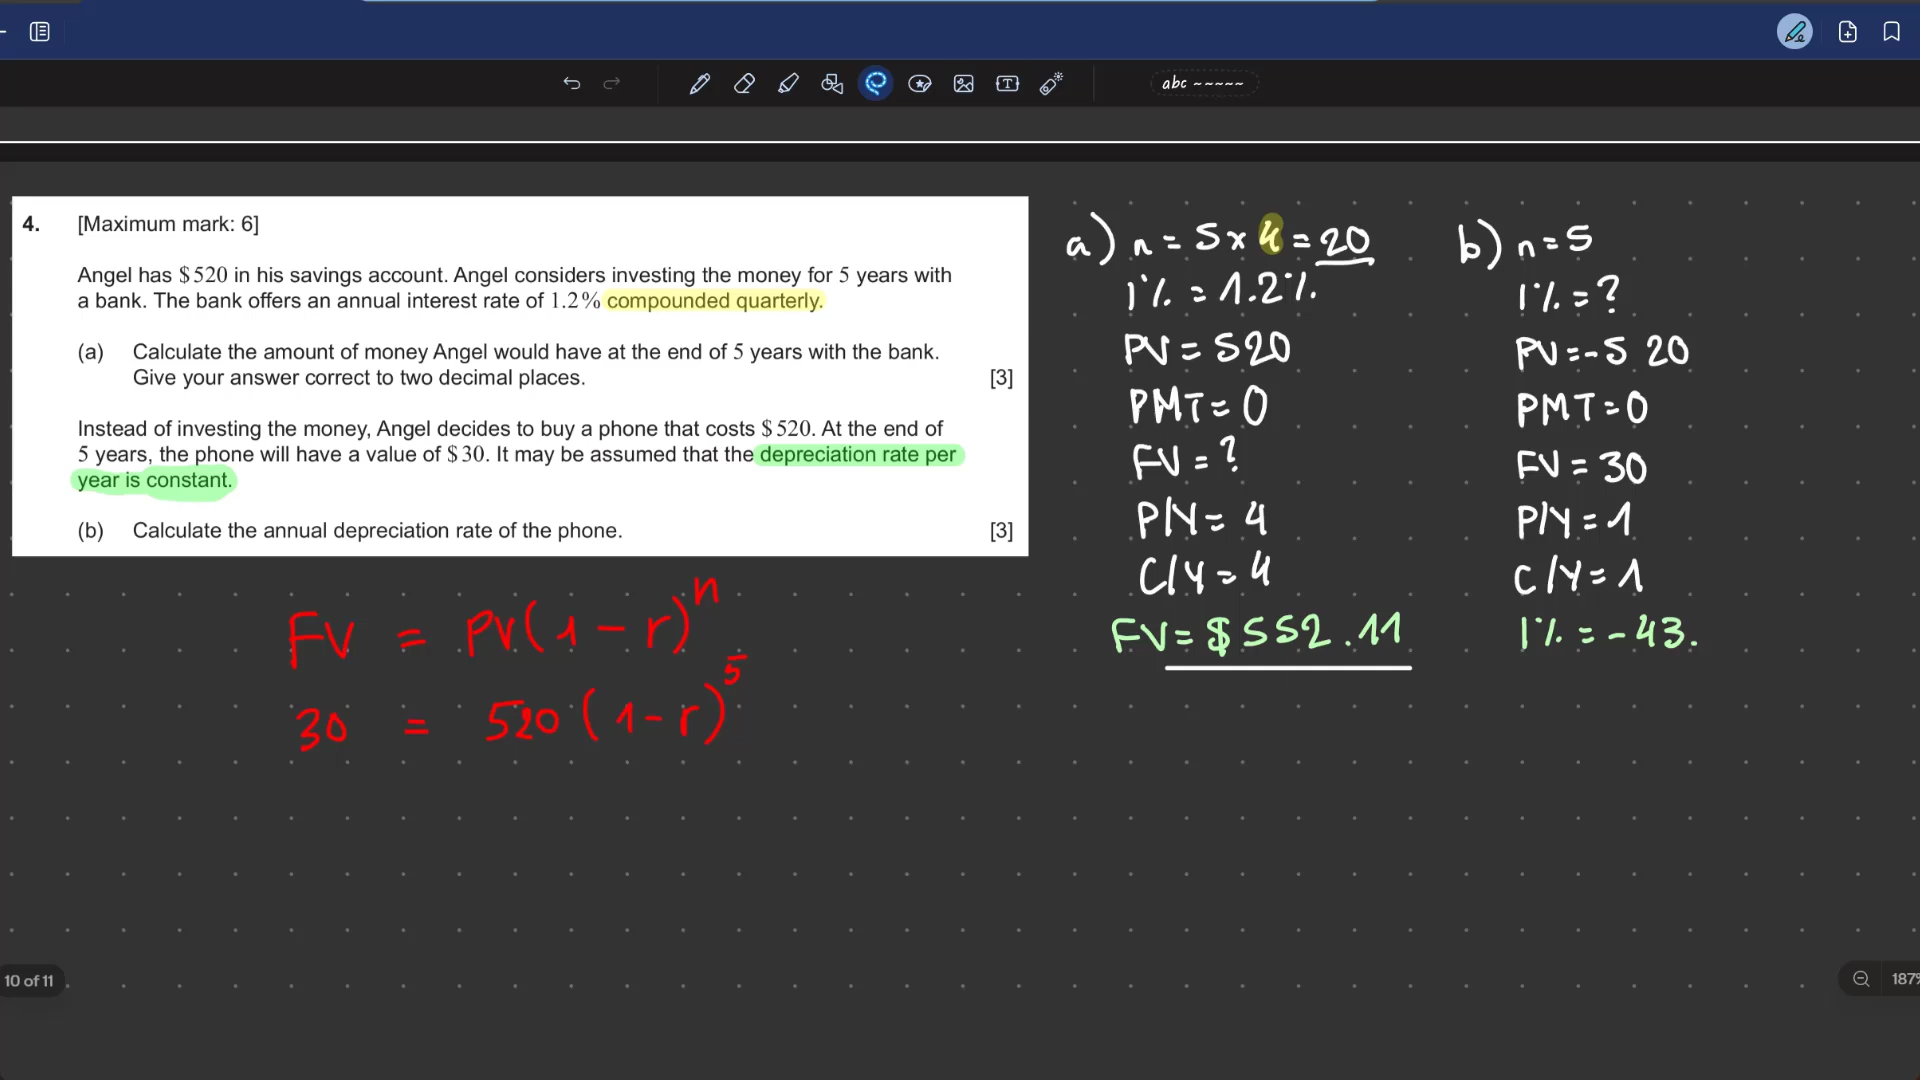 abc ~~~~~
4. [Maximum mark: 6]
Angel has $520 in his savings account. Angel considers investing the money for 5 years with
a bank. The bank offers an annual interest rate of 1.2% compounded quarterly.
(a) Calculate the amount of money Angel would have at the end of 5 years with the bank.
Give your answer correct to two decimal places. [3]
Instead of investing the money, Angel decides to buy a phone that costs $520. At the end of
5 years, the phone will have a value of $30. It may be assumed that the depreciation rate per
year is constant.
(b) Calculate the annual depreciation rate of the phone. [3]
FV = PV(1 - r)^n
30 = 520(1-r)^5
a) n = 5 x 4 = 20
I% = 1.2%
PV = 520
PMT = 0
FV = ?
P/Y = 4
C/Y = 4
FV = $552.11
b) n = 5
I% = ?
PV = -520
PMT = 0
FV = 30
P/Y = 1
C/Y = 1
I% = -43.
10 of 11
187%